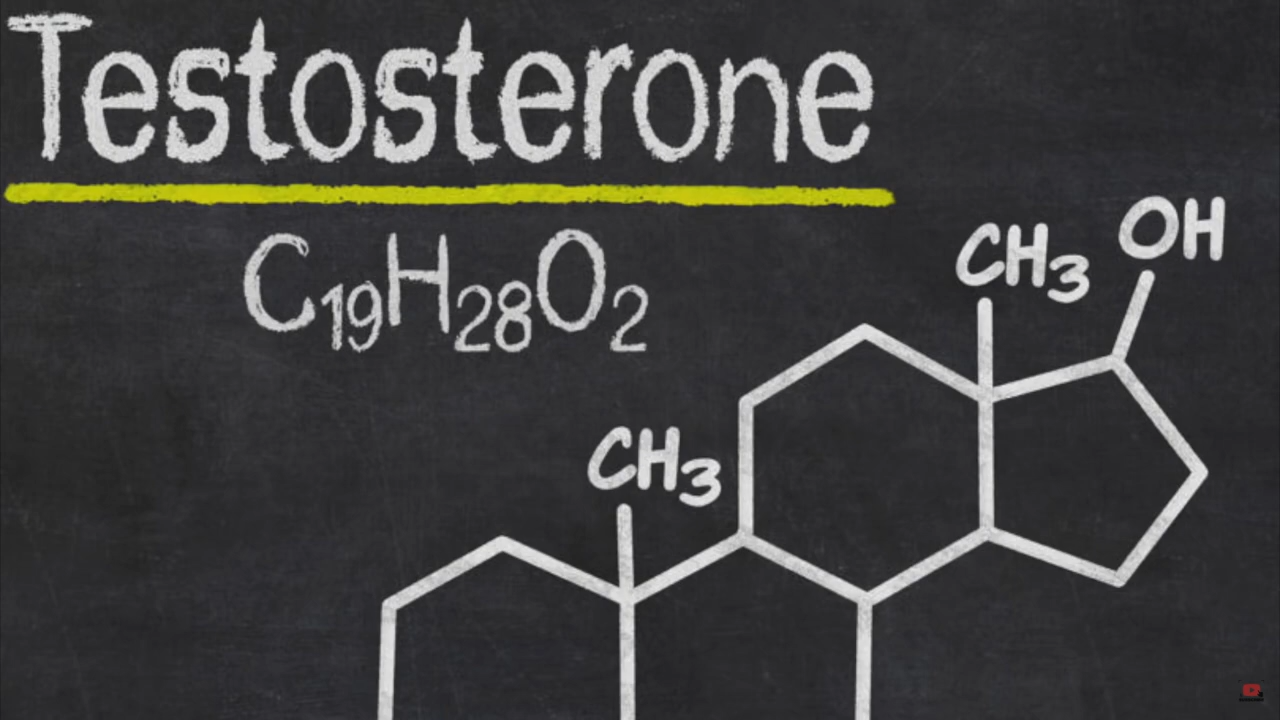 Testosterone
C₁₉H₂₈O₂
OH
CH₃
CH₃